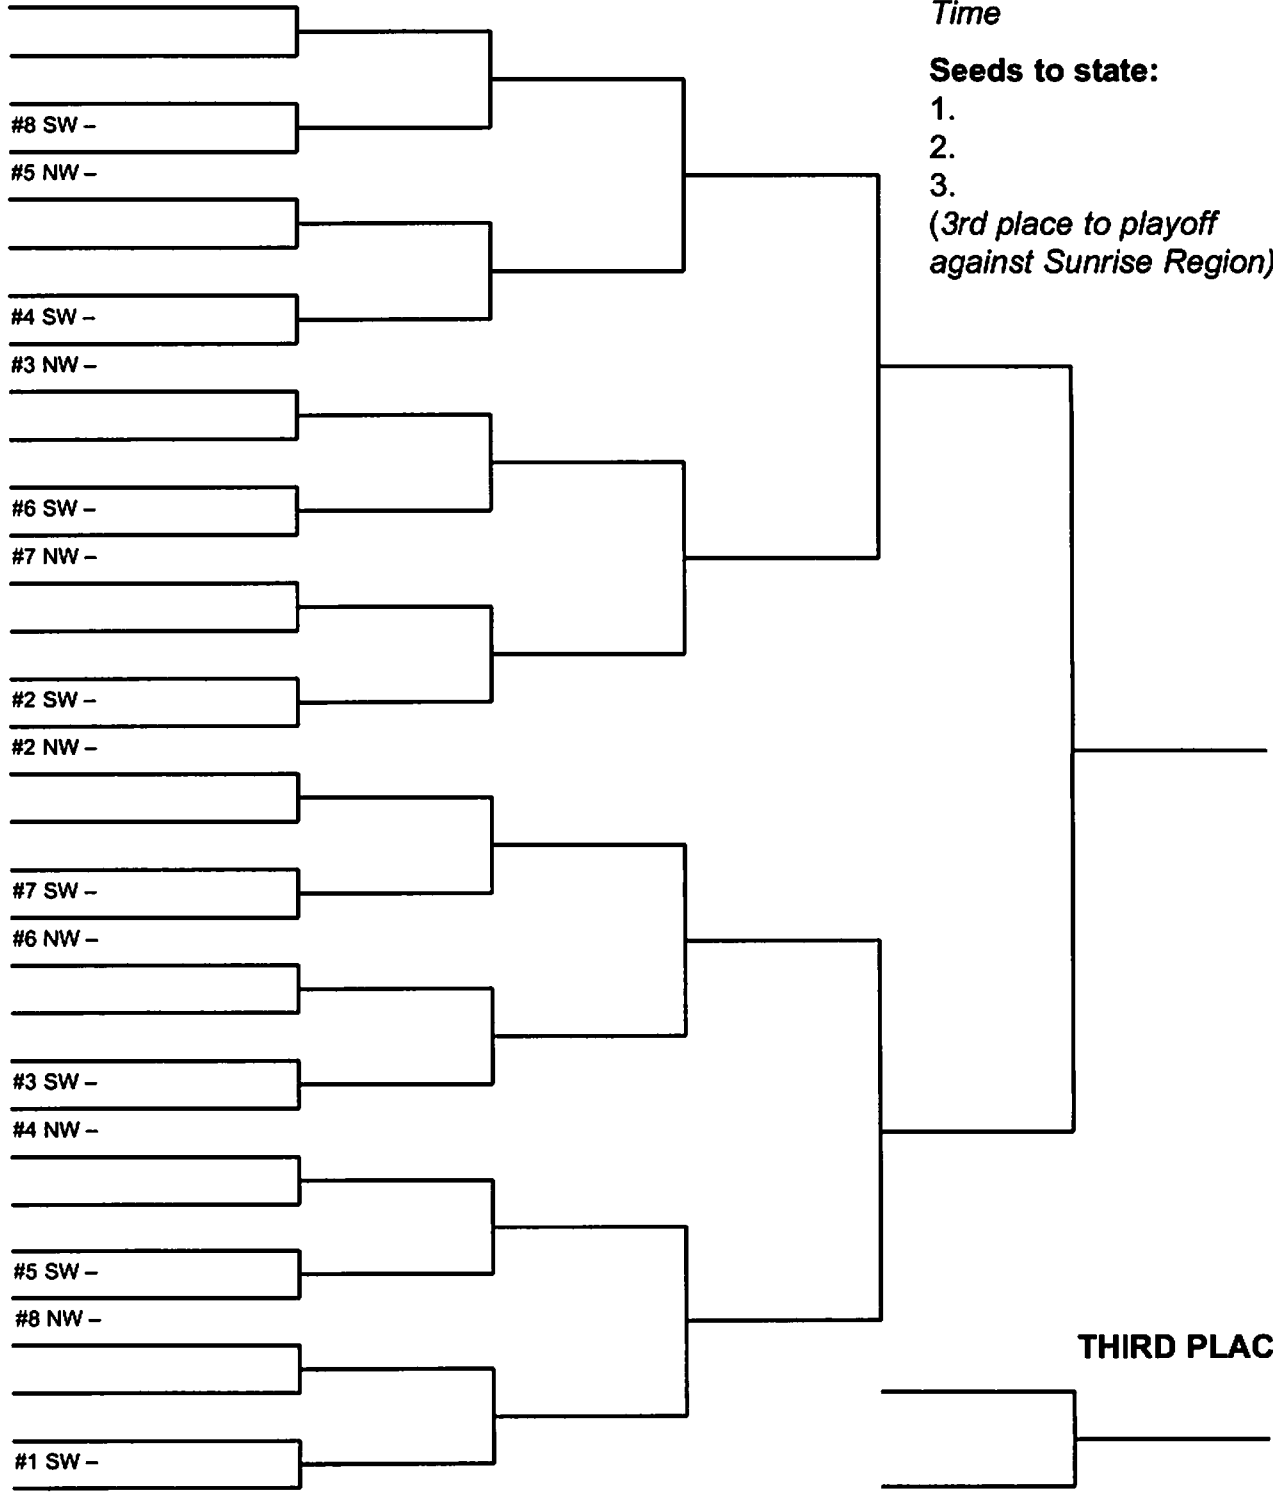 Time
Seeds to state:
1.
2.
3.
(3rd place to playoff
against Sunrise Region)
#8 SW –
#5 NW –
#4 SW –
#3 NW –
#6 SW –
#7 NW –
#2 SW –
#2 NW –
#7 SW –
#6 NW –
#3 SW –
#4 NW –
#5 SW –
#8 NW –
#1 SW –
THIRD PLAC